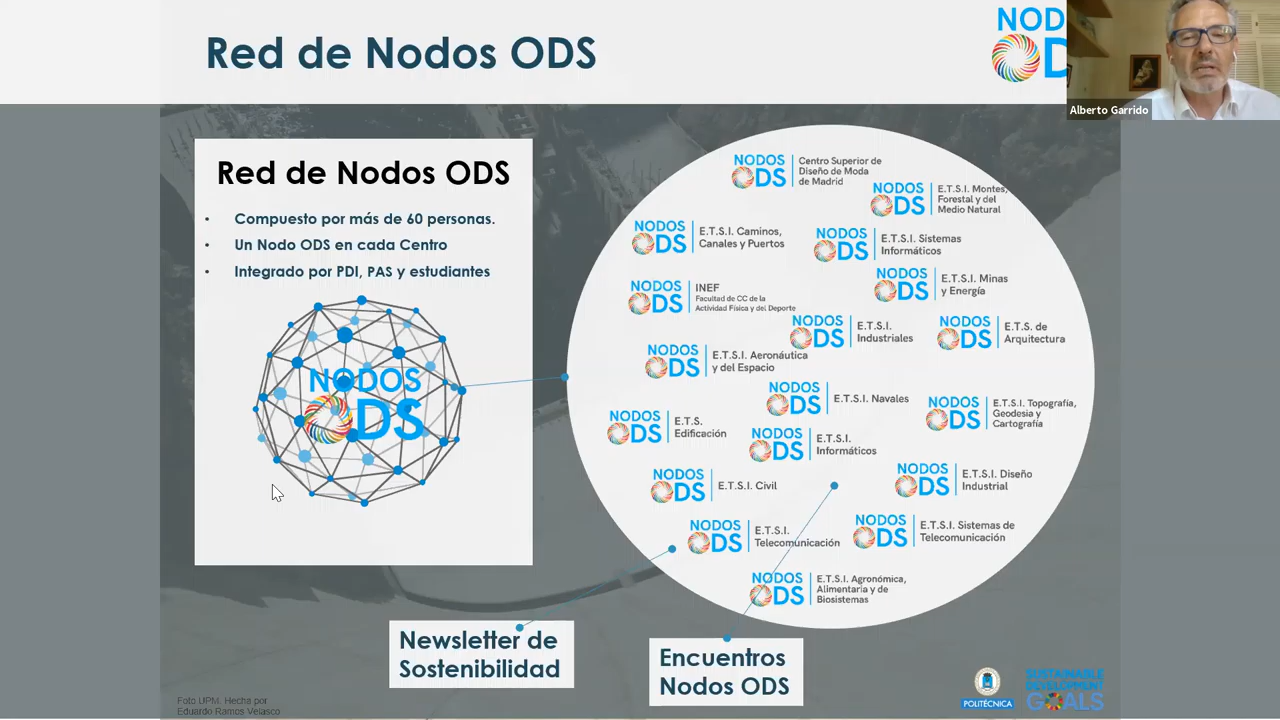 Red de Nodos ODS
NOD
D
Alberto Garrido
Red de Nodos ODS
• Compuesto por más de 60 personas.
• Un Nodo ODS en cada Centro
• Integrado por PDI, PAS y estudiantes
NODOS
ODS
NODOS
ODS
Centro Superior de
Diseño de Moda
de Madrid
NODOS
ODS
E.T.S.I. Montes,
Forestal y del
Medio Natural
NODOS
ODS
E.T.S.I. Caminos,
Canales y Puertos
NODOS
ODS
E.T.S.I. Sistemas
Informáticos
NODOS
ODS
E.T.S.I. Minas
y Energía
NODOS
ODS
INEF
Facultad de CC de la
Actividad Física y del Deporte
NODOS
ODS
E.T.S.I.
Industriales
NODOS
ODS
E.T.S. de
Arquitectura
NODOS
ODS
E.T.S.I. Aeronáutica
y del Espacio
NODOS
ODS
E.T.S.I. Navales
NODOS
ODS
E.T.S.I. Topografía,
Geodesia y
Cartografía
NODOS
ODS
E.T.S.
Edificación
NODOS
ODS
E.T.S.I.
Informáticos
NODOS
ODS
E.T.S.I. Civil
NODOS
ODS
E.T.S.I. Diseño
Industrial
NODOS
ODS
E.T.S.I.
Telecomunicación
NODOS
ODS
E.T.S.I. Sistemas de
Telecomunicación
NODOS
ODS
E.T.S.I. Agronómica,
Alimentaria y de
Biosistemas
Newsletter de
Sostenibilidad
Encuentros
Nodos ODS
Foto UPM. Hecha por
Eduardo Ramos Velasco
POLITÉCNICA
SUSTAINABLE
DEVELOPMENT
GOALS